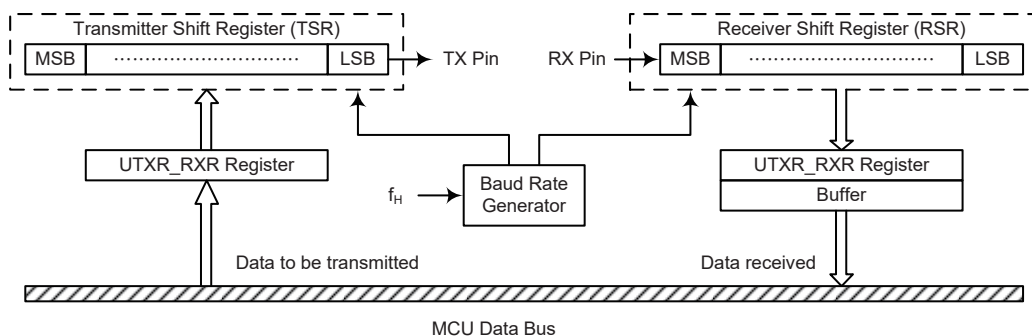 Transmitter Shift Register (TSR)
Receiver Shift Register (RSR)
MSB ………………………… LSB
TX Pin
RX Pin
MSB ………………………… LSB
UTXR_RXR Register
Baud Rate
Generator
fH
UTXR_RXR Register
Buffer
Data to be transmitted
Data received
MCU Data Bus